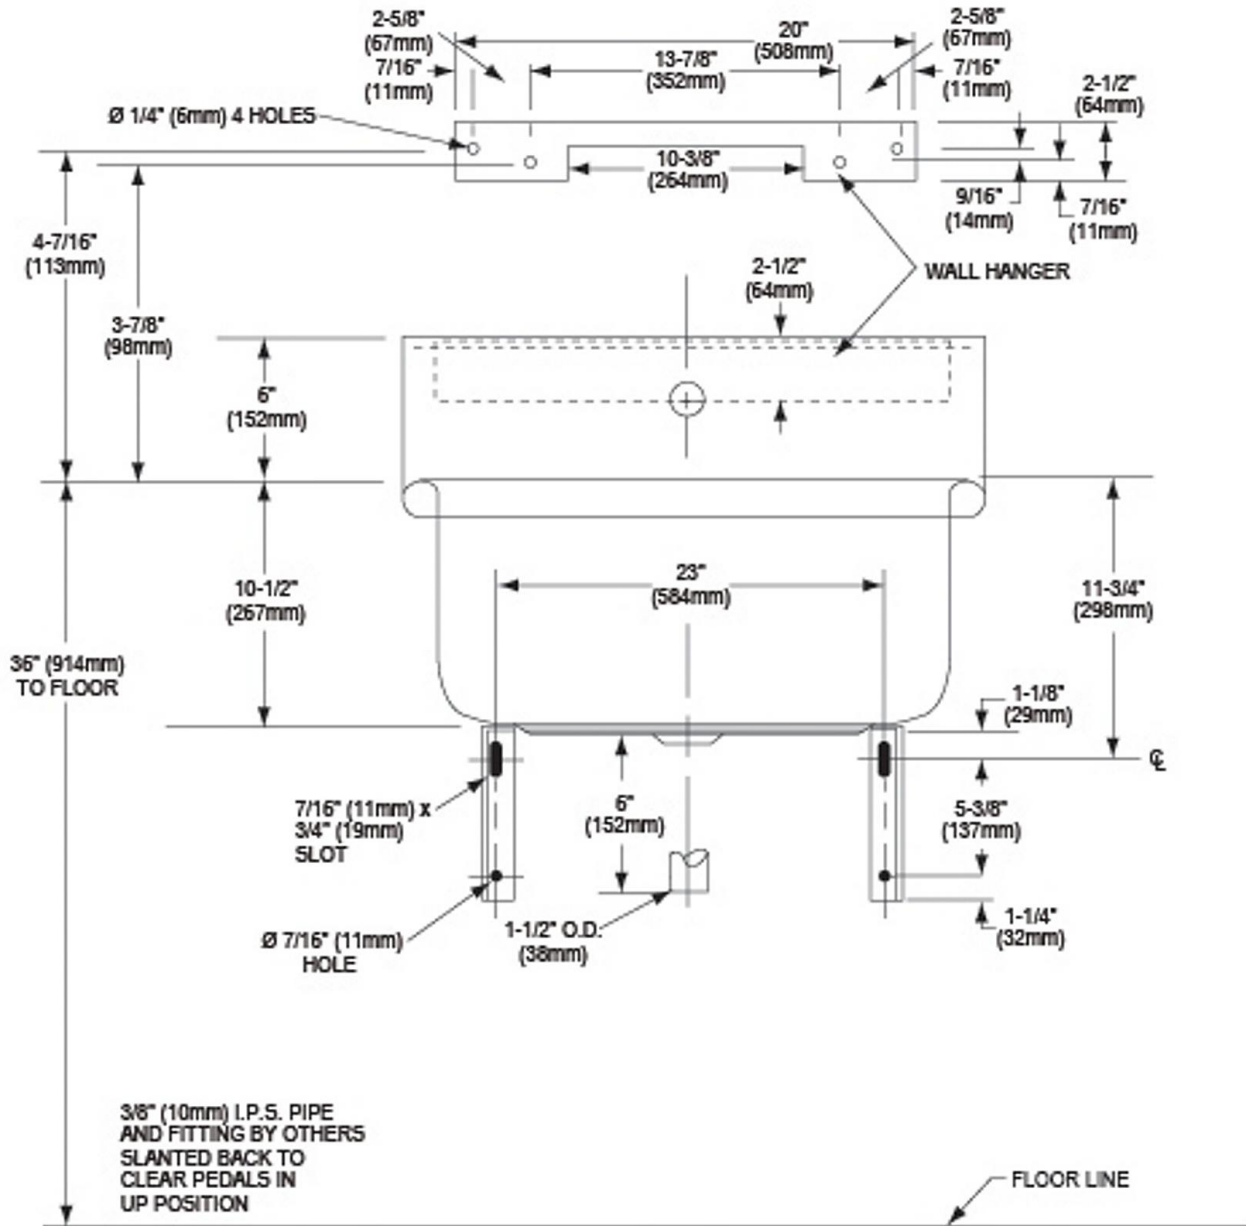 2-5/8"
(67mm)
20"
(508mm)
2-5/8"
(67mm)
7/16"
(11mm)
13-7/8"
(352mm)
7/16"
(11mm)
2-1/2"
(64mm)
Ø 1/4" (6mm) 4 HOLES
10-3/8"
(264mm)
9/16"
(14mm)
7/16"
(11mm)
4-7/16"
(113mm)
WALL HANGER
2-1/2"
(64mm)
3-7/8"
(98mm)
6"
(152mm)
10-1/2"
(267mm)
23"
(584mm)
11-3/4"
(298mm)
36" (914mm)
TO FLOOR
1-1/8"
(29mm)
℄
7/16" (11mm) x
3/4" (19mm)
SLOT
6"
(152mm)
5-3/8"
(137mm)
Ø 7/16" (11mm)
HOLE
1-1/2" O.D.
(38mm)
1-1/4"
(32mm)
3/8" (10mm) I.P.S. PIPE
AND FITTING BY OTHERS
SLANTED BACK TO
CLEAR PEDALS IN
UP POSITION
FLOOR LINE